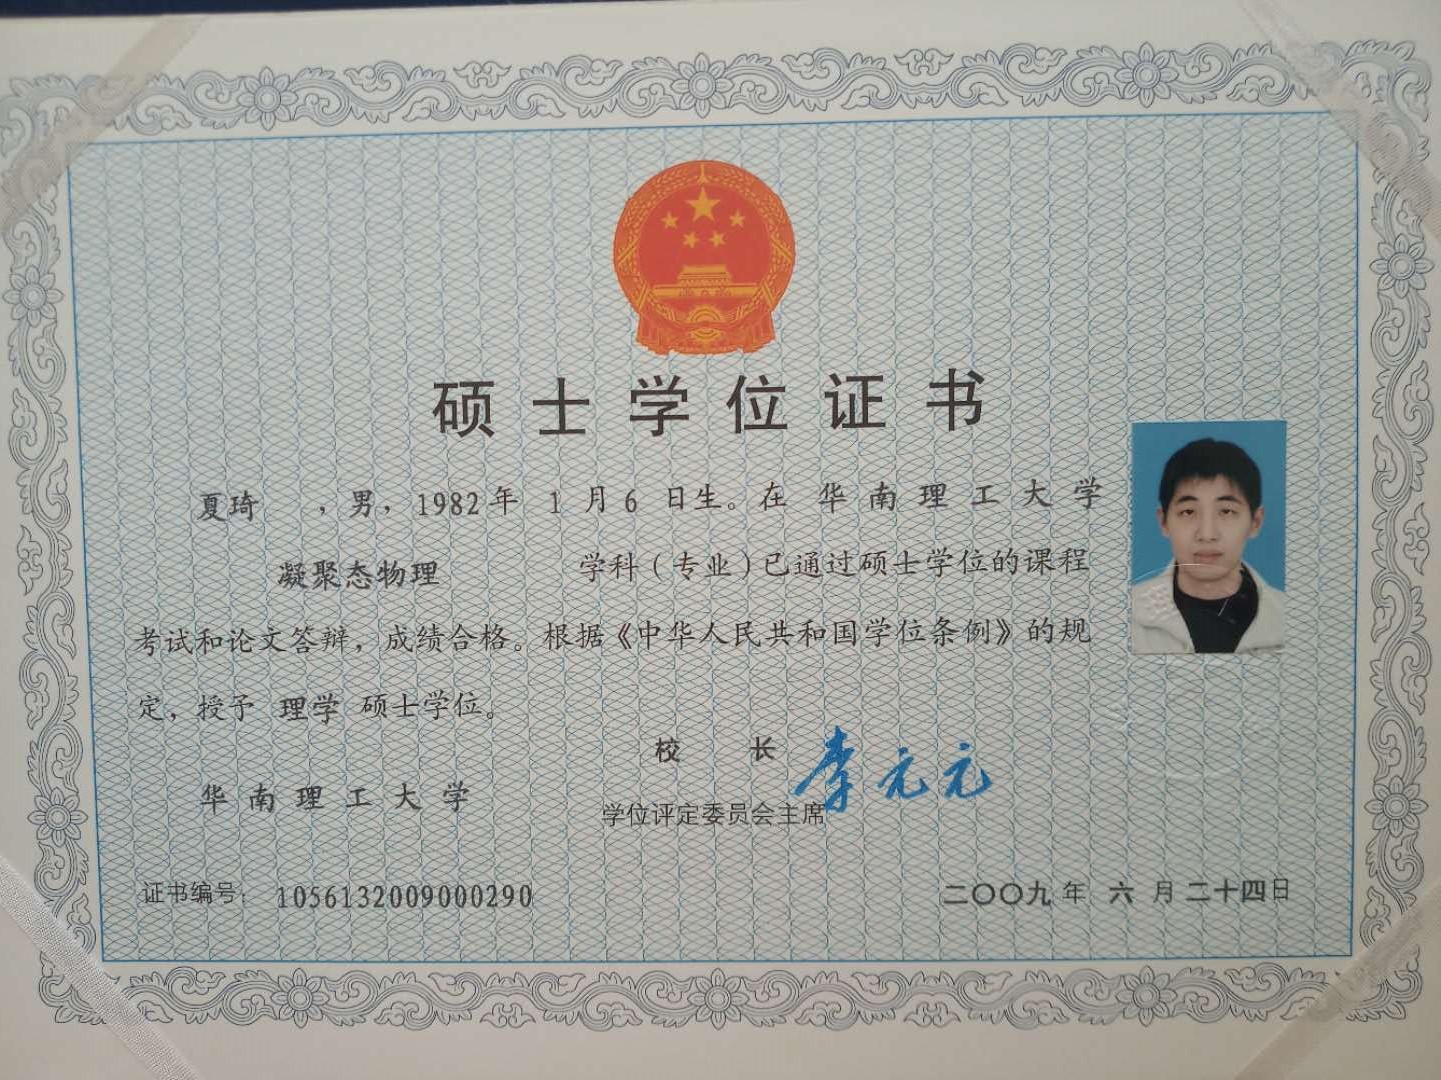 硕士学位证书
夏琦 ，男，1982年 1 月 6 日生。在 华南理工大学
凝聚态物理 学科（专业）已通过硕士学位的课程
考试和论文答辩，成绩合格。根据《中华人民共和国学位条例》的规
定，授予 理学 硕士学位。
校 长 李元元
华南理工大学
学位评定委员会主席
证书编号：1056132009000290
二〇〇九年 六 月二十四日